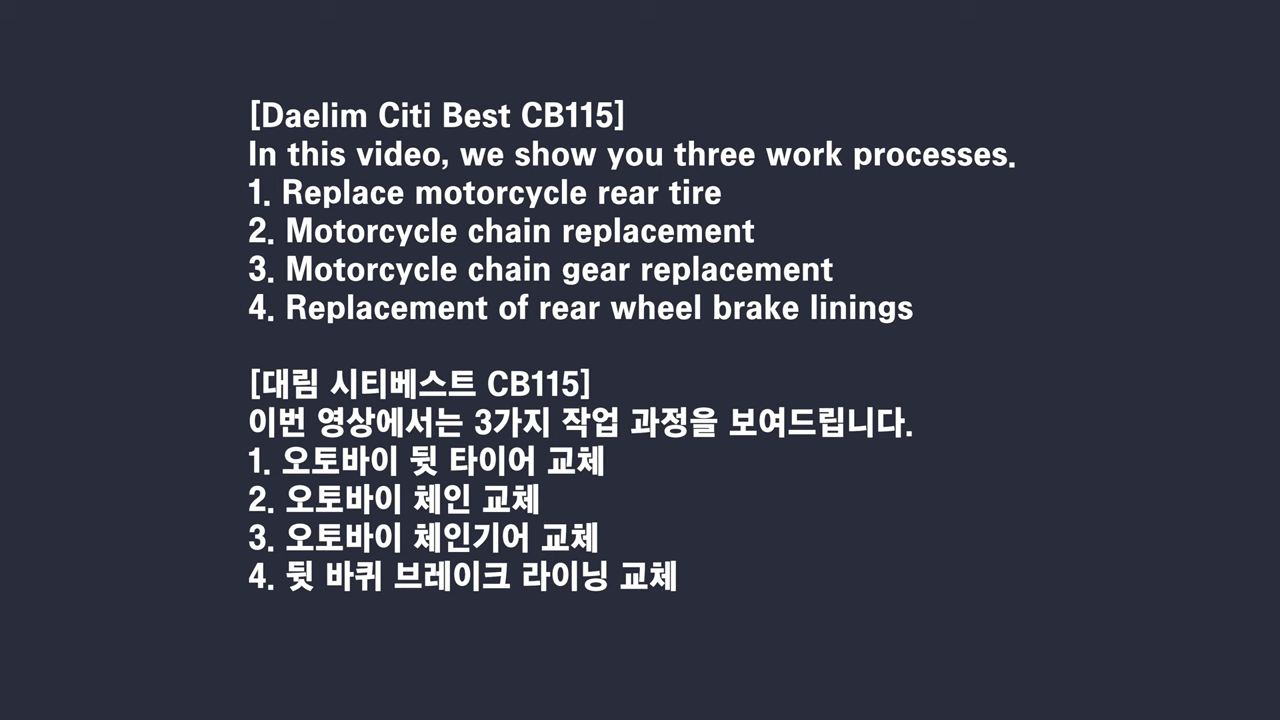 [Daelim Citi Best CB115]
In this video, we show you three work processes.
1. Replace motorcycle rear tire
2. Motorcycle chain replacement
3. Motorcycle chain gear replacement
4. Replacement of rear wheel brake linings
[대림 시티베스트 CB115]
이번 영상에서는 3가지 작업 과정을 보여드립니다.
1. 오토바이 뒷 타이어 교체
2. 오토바이 체인 교체
3. 오토바이 체인기어 교체
4. 뒷 바퀴 브레이크 라이닝 교체